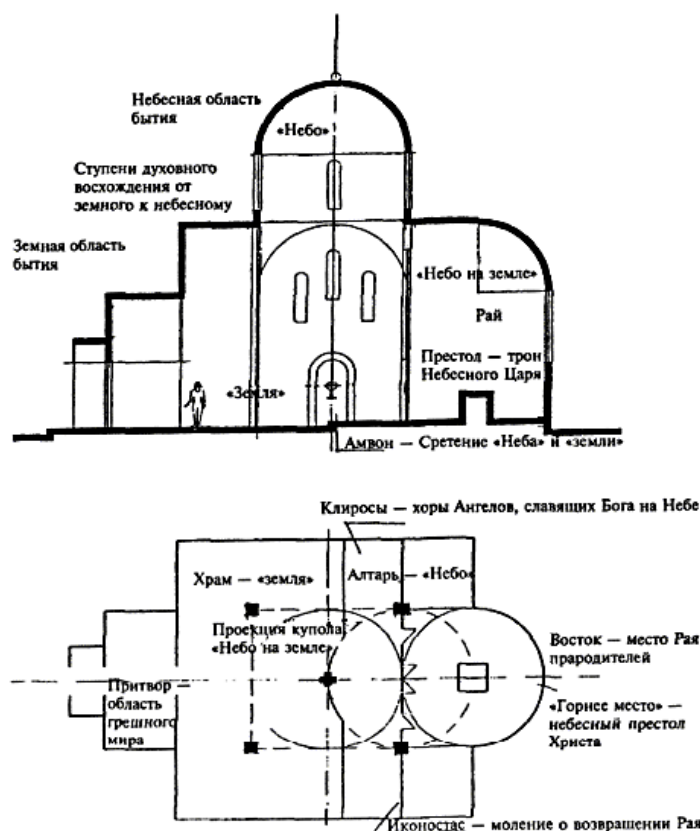 Небесная область
бытия
«Небо»
Ступени духовного
восхождения от
земного к небесному
Земная область
бытия
«Небо на земле»
Рай
Престол — трон
Небесного Царя
«Земля»
Амвон — Сретение «Неба» и «земли»
Клиросы — хоры Ангелов, славящих Бога на Небе
Храм — «земля»
Алтарь — «Небо»
Проекция купола
«Небо на земле»
Восток — место Рая
прародителей
Притвор —
область
грешного
мира
«Горнее место» —
небесный престол
Христа
Иконостас — моление о возвращении Рая